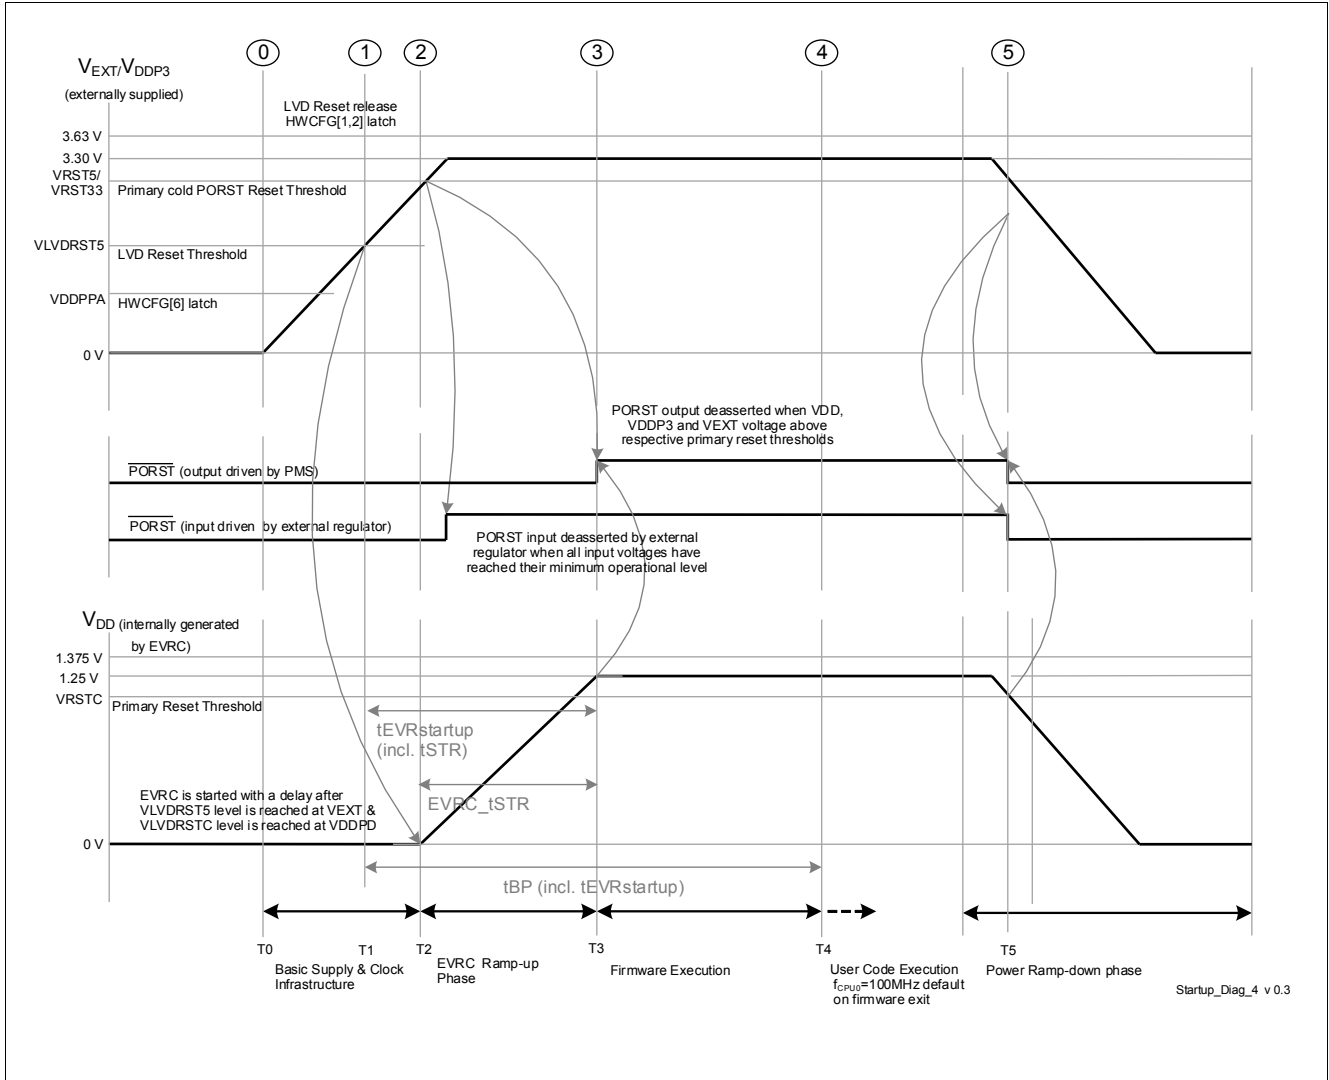 0
1
2
3
4
5
VEXT/VDDP3
(externally supplied)
LVD Reset release
HWCFG[1,2] latch
3.63 V
3.30 V
VRST5/
VRST33
Primary cold PORST Reset Threshold
VLVDRST5
LVD Reset Threshold
VDDPPA
HWCFG[6] latch
0 V
PORST output deasserted when VDD,
VDDP3 and VEXT voltage above
respective primary reset thresholds
PORST (output driven by PMS)
PORST (input driven by external regulator)
PORST input deasserted by external
regulator when all input voltages have
reached their minimum operational level
VDD (internally generated
by EVRC)
1.375 V
1.25 V
VRSTC
Primary Reset Threshold
tEVRstartup
(incl. tSTR)
EVRC_tSTR
EVRC is started with a delay after
VLVDRST5 level is reached at VEXT &
VLVDRSTC level is reached at VDDPD
0 V
tBP (incl. tEVRstartup)
T0
T1
T2
T3
T4
T5
Basic Supply & Clock
Infrastructure
EVRC Ramp-up
Phase
Firmware Execution
User Code Execution
fCPU0=100MHz default
on firmware exit
Power Ramp-down phase
Startup_Diag_4 v 0.3